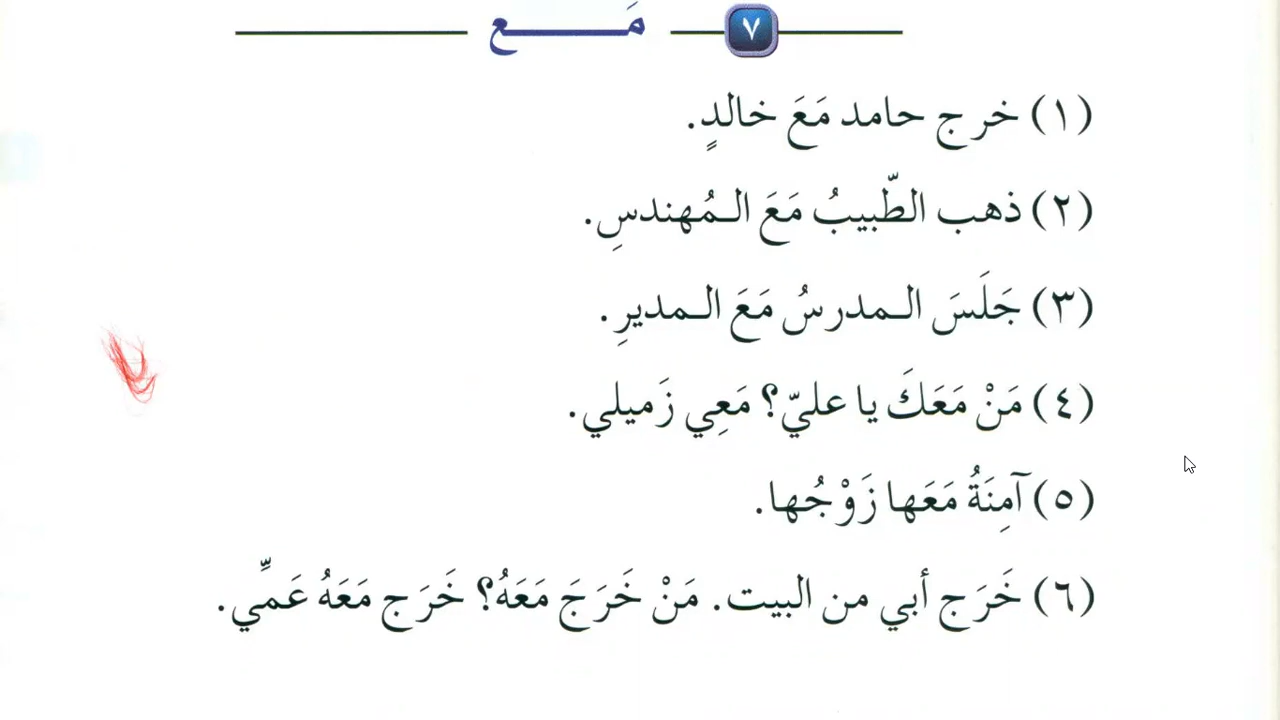 ٧ مَــــع
(١) خرج حامد مَعَ خالدٍ.
(٢) ذهب الطّبيبُ مَعَ الـمُهندسِ.
(٣) جَلَسَ الـمدرسُ مَعَ الـمديرِ.
(٤) مَنْ مَعَكَ يا عليّ؟ مَعِي زَميلي.
(٥) آمِنَةُ مَعَها زَوْجُها.
(٦) خَرَج أبي من البيت. مَنْ خَرَجَ مَعَهُ؟ خَرَج مَعَهُ عَمِّي.